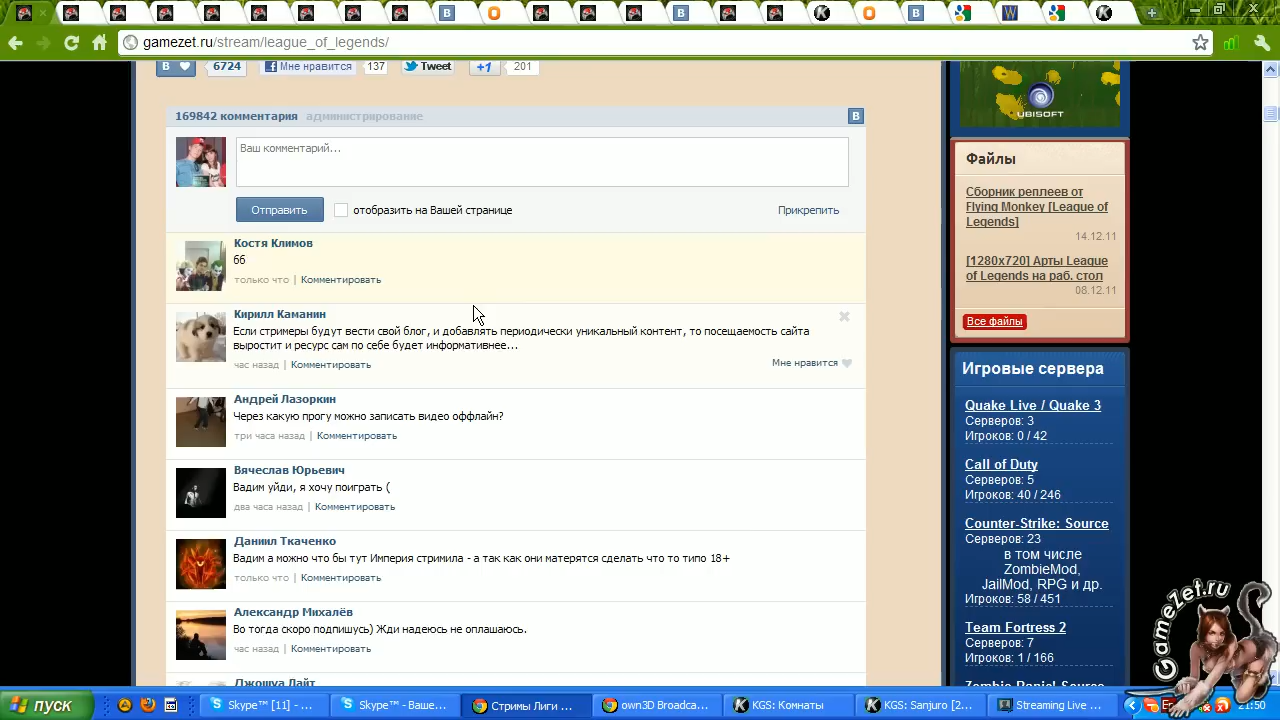 gamezet.ru/stream/league_of_legends/
В
6724
Мне нравится
137
Tweet
+1
201
169842 комментария администрирование
В
Ваш комментарий...
Отправить
отобразить на Вашей странице
Прикрепить
Костя Климов
бб
только что | Комментировать
Кирилл Каманин
Если стримеры будут вести свой блог, и добавлять периодически уникальный контент, то посещаемость сайта
выростит и ресурс сам по себе будет информативнее...
час назад | Комментировать
Мне нравится
Андрей Лазоркин
Через какую прогу можно записать видео оффлайн?
три часа назад | Комментировать
Вячеслав Юрьевич
Вадим уйди, я хочу поиграть (
два часа назад | Комментировать
Даниил Ткаченко
Вадим а можно что бы тут Империя стримила - а так как они матерятся сделать что то типо 18+
только что | Комментировать
Александр Михалёв
Во тогда скоро подпишусь) Жди надеюсь не оплашаюсь.
час назад | Комментировать
Джошуа Лайт
UBISOFT
Файлы
Сборник реплеев от
Flying Monkey [League of
Legends]
14.12.11
[1280x720] Арты League
of Legends на раб. стол
08.12.11
Все файлы
Игровые сервера
Quake Live / Quake 3
Серверов: 3
Игроков: 0 / 42
Call of Duty
Серверов: 5
Игроков: 40 / 246
Counter-Strike: Source
Серверов: 23
в том числе
ZombieMod,
JailMod, RPG и др.
Игроков: 58 / 451
Team Fortress 2
Серверов: 7
Игроков: 1 / 166
GameZet.ru
пуск
Skype™ [11] - ...
Skype™ - Ваше...
Стримы Лиги ...
own3D Broadca...
KGS: Комнаты
KGS: Sanjuro [2...
Streaming Live ...
21:50